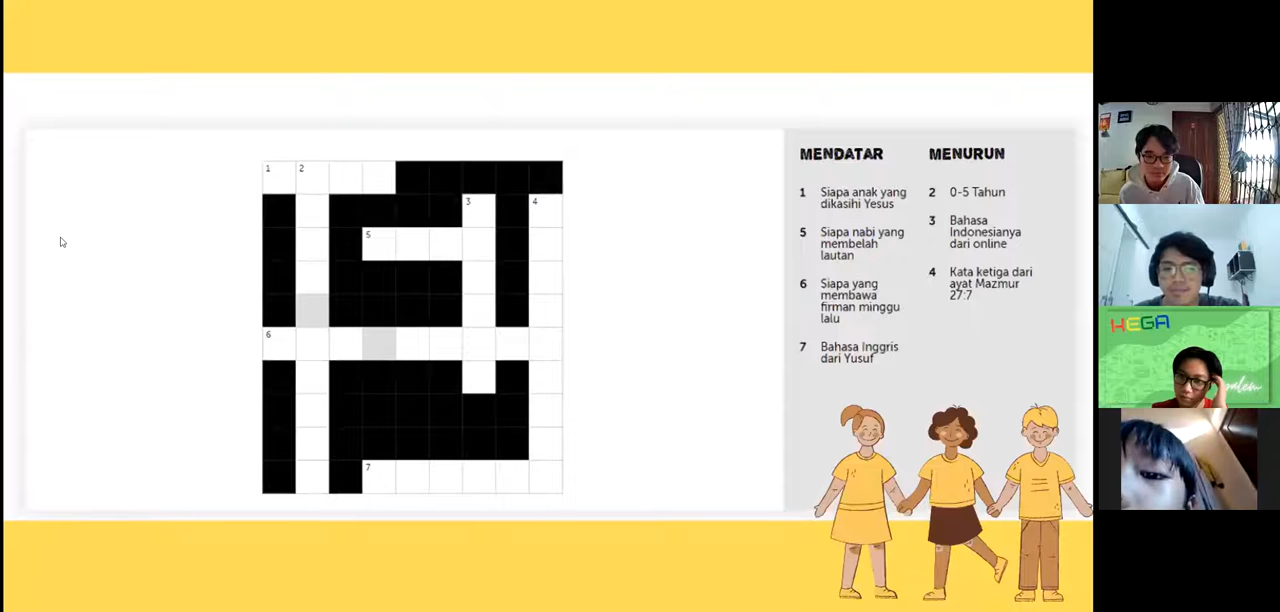 1 2
3 4
5
6
7
MENDATAR
1 Siapa anak yang
dikasihi Yesus
5 Siapa nabi yang
membelah
lautan
6 Siapa yang
membawa
firman minggu
lalu
7 Bahasa Inggris
dari Yusuf
MENURUN
2 0-5 Tahun
3 Bahasa
Indonesianya
dari online
4 Kata ketiga dari
ayat Mazmur
27:7
KEGA